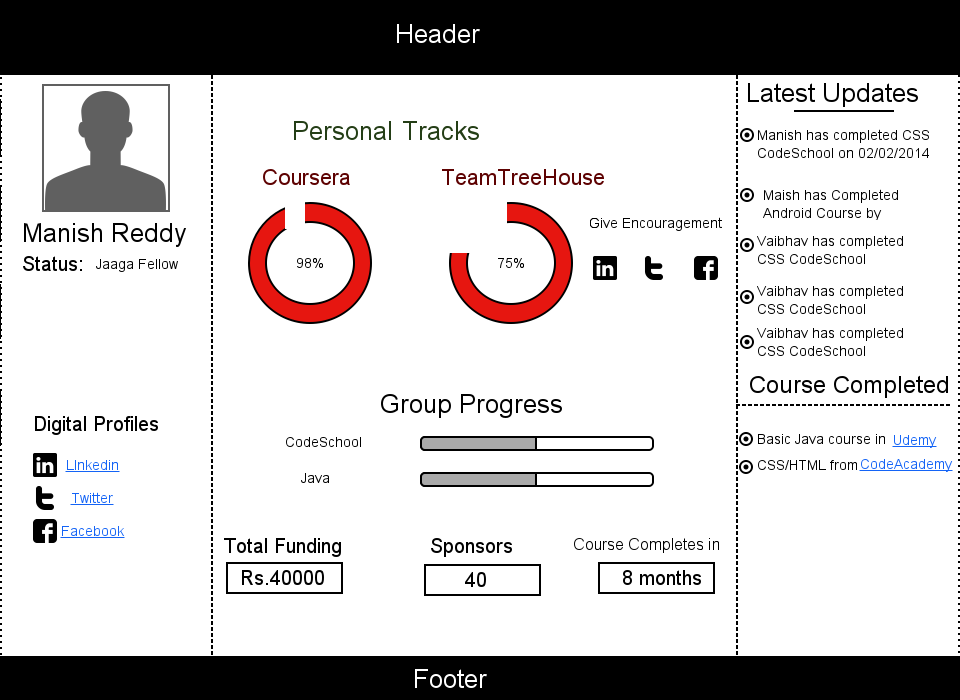 Header
Manish Reddy
Status: Jaaga Fellow
Digital Profiles
LInkedin
Twitter
Facebook
Personal Tracks
Coursera
98%
TeamTreeHouse
75%
Give Encouragement
Group Progress
CodeSchool
Java
Total Funding
Rs.40000
Sponsors
40
Course Completes in
8 months
Latest Updates
Manish has completed CSS
CodeSchool on 02/02/2014
Maish has Completed
Android Course by
Vaibhav has completed
CSS CodeSchool
Vaibhav has completed
CSS CodeSchool
Vaibhav has completed
CSS CodeSchool
Course Completed
Basic Java course in Udemy
CSS/HTML from CodeAcademy
Footer